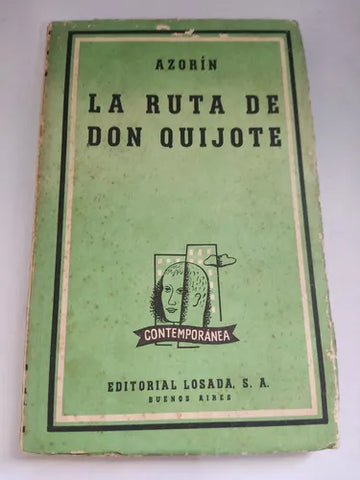 AZORÍN
LA RUTA DE
DON QUIJOTE
CONTEMPORÁNEA
EDITORIAL LOSADA, S. A.
BUENOS AIRES